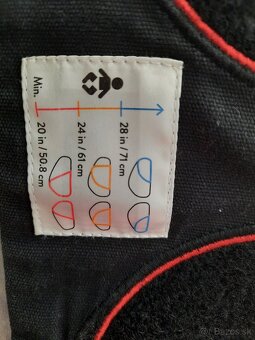 Min.
20 in / 50.8 cm
24 in / 61 cm
28 in / 71 cm
Bazos.sk